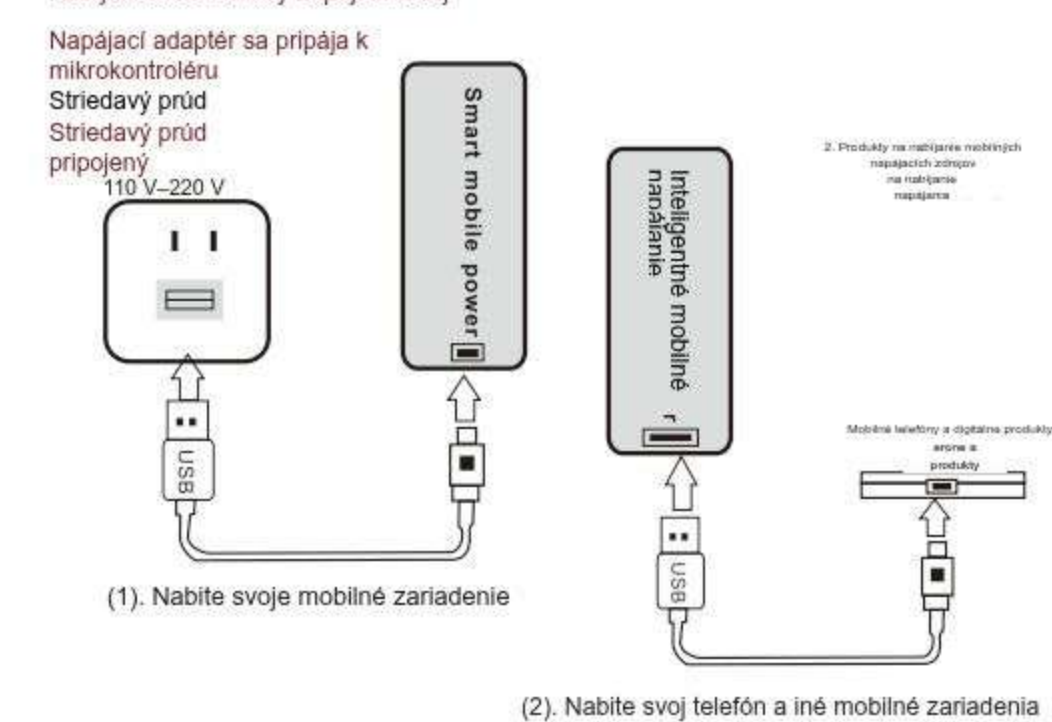 Napájací adaptér sa pripája k
mikrokontroléru
Striedavý prúd
Striedavý prúd
pripojený
110 V–220 V
Smart mobile power
USB
(1). Nabite svoje mobilné zariadenie
Inteligentné mobilné
napájanie
2. Produkty na nabíjanie mobilných
napájacích zdrojov
na nabíjanie
napájania
Mobilné telefóny a digitálne produkty
arone a
produkty
USB
(2). Nabite svoj telefón a iné mobilné zariadenia